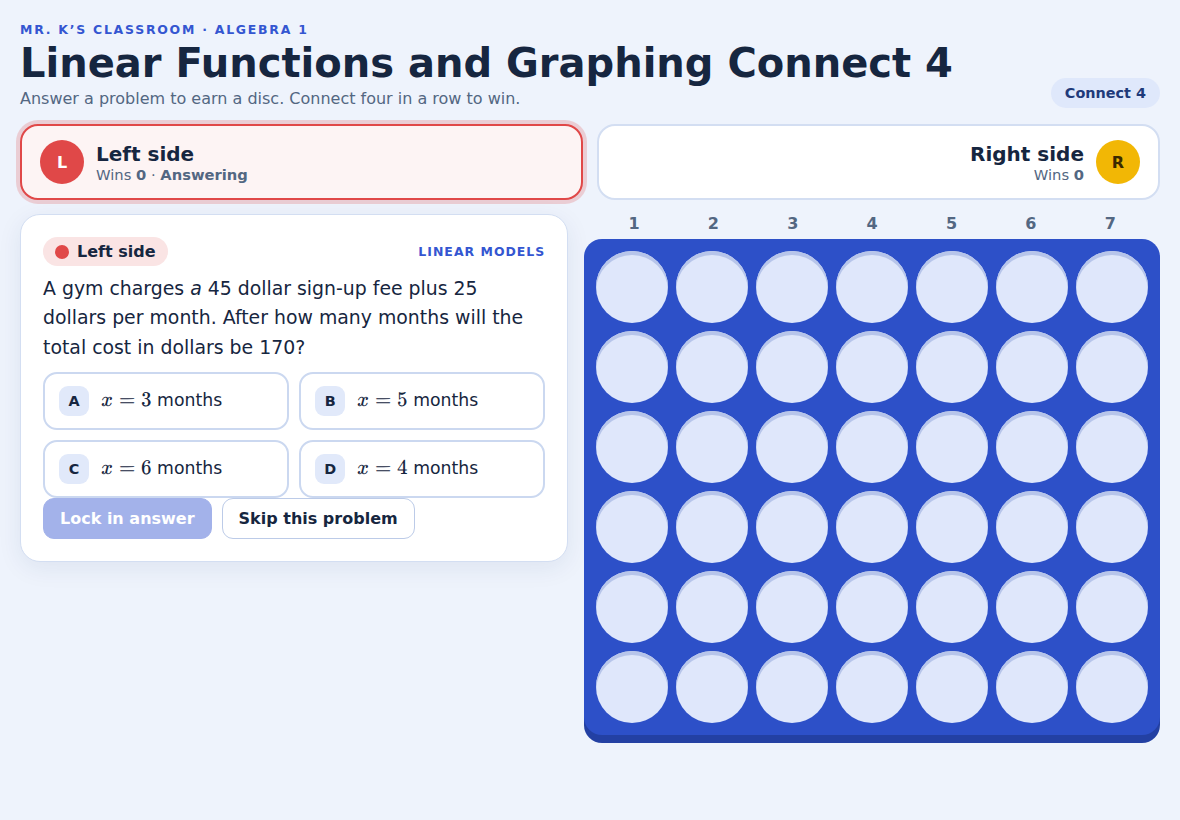 MR. K’S CLASSROOM · ALGEBRA 1
Linear Functions and Graphing Connect 4
Answer a problem to earn a disc. Connect four in a row to win.
Connect 4
L
Left side
Wins 0 · Answering
Right side
Wins 0
R
Left side
LINEAR MODELS
A gym charges a 45 dollar sign-up fee plus 25
dollars per month. After how many months will the
total cost in dollars be 170?
A x = 3 months
B x = 5 months
C x = 6 months
D x = 4 months
Lock in answer
Skip this problem
1 2 3 4 5 6 7